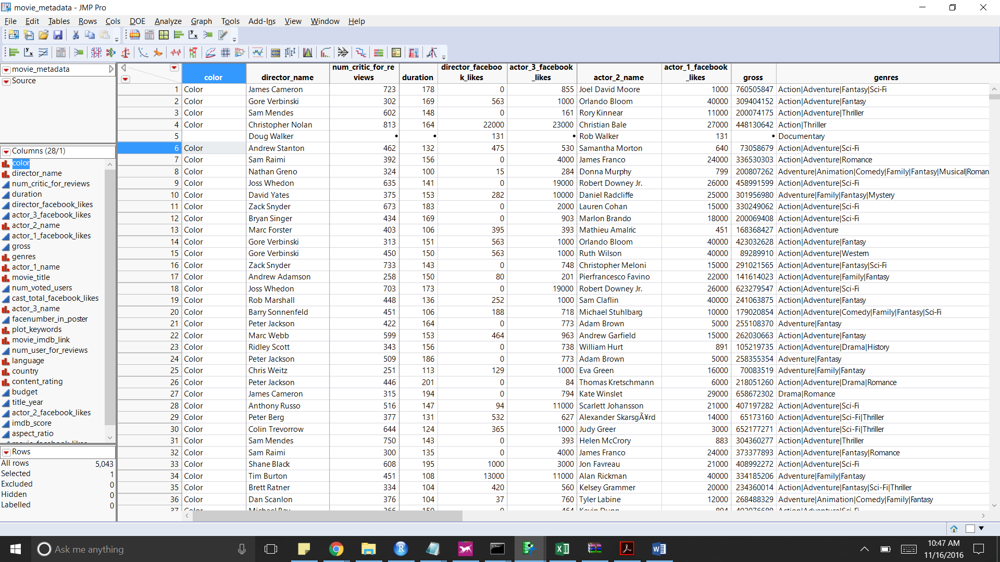 movie_metadata - JMP Pro
File Edit Tables Rows Cols DOE Analyze Graph Tools Add-Ins View Window Help
movie_metadata
Source
Columns (28/1)
color
director_name
num_critic_for_reviews
duration
director_facebook_likes
actor_3_facebook_likes
actor_2_name
actor_1_facebook_likes
gross
genres
actor_1_name
movie_title
num_voted_users
cast_total_facebook_likes
actor_3_name
facenumber_in_poster
plot_keywords
movie_imdb_link
num_user_for_reviews
language
country
content_rating
budget
title_year
actor_2_facebook_likes
imdb_score
aspect_ratio
Rows
All rows 5,043
Selected 1
Excluded 0
Hidden 0
Labelled 0
num_critic_for_re director_faceboo actor_3_facebook actor_1_facebook
color director_name views duration k_likes _likes actor_2_name _likes gross genres
1 Color James Cameron 723 178 0 855 Joel David Moore 1000 760505847 Action|Adventure|Fantasy|Sci-Fi
2 Color Gore Verbinski 302 169 563 1000 Orlando Bloom 40000 309404152 Action|Adventure|Fantasy
3 Color Sam Mendes 602 148 0 161 Rory Kinnear 11000 200074175 Action|Adventure|Thriller
4 Color Christopher Nolan 813 164 22000 23000 Christian Bale 27000 448130642 Action|Thriller
5 Doug Walker • • 131 • Rob Walker 131 • Documentary
6 Color Andrew Stanton 462 132 475 530 Samantha Morton 640 73058679 Action|Adventure|Sci-Fi
7 Color Sam Raimi 392 156 0 4000 James Franco 24000 336530303 Action|Adventure|Romance
8 Color Nathan Greno 324 100 15 284 Donna Murphy 799 200807262 Adventure|Animation|Comedy|Family|Fantasy|Musical|Roman
9 Color Joss Whedon 635 141 0 19000 Robert Downey Jr. 26000 458991599 Action|Adventure|Sci-Fi
10 Color David Yates 375 153 282 10000 Daniel Radcliffe 25000 301956980 Adventure|Family|Fantasy|Mystery
11 Color Zack Snyder 673 183 0 2000 Lauren Cohan 15000 330249062 Action|Adventure|Sci-Fi
12 Color Bryan Singer 434 169 0 903 Marlon Brando 18000 200069408 Action|Adventure|Sci-Fi
13 Color Marc Forster 403 106 395 393 Mathieu Amalric 451 168368427 Action|Adventure
14 Color Gore Verbinski 313 151 563 1000 Orlando Bloom 40000 423032628 Action|Adventure|Fantasy
15 Color Gore Verbinski 450 150 563 1000 Ruth Wilson 40000 89289910 Action|Adventure|Western
16 Color Zack Snyder 733 143 0 748 Christopher Meloni 15000 291021565 Action|Adventure|Fantasy|Sci-Fi
17 Color Andrew Adamson 258 150 80 201 Pierfrancesco Favino 22000 141614023 Action|Adventure|Family|Fantasy
18 Color Joss Whedon 703 173 0 19000 Robert Downey Jr. 26000 623279547 Action|Adventure|Sci-Fi
19 Color Rob Marshall 448 136 252 1000 Sam Claflin 40000 241063875 Action|Adventure|Fantasy
20 Color Barry Sonnenfeld 451 106 188 718 Michael Stuhlbarg 10000 179020854 Action|Adventure|Comedy|Family|Fantasy|Sci-Fi
21 Color Peter Jackson 422 164 0 773 Adam Brown 5000 255108370 Adventure|Fantasy
22 Color Marc Webb 599 153 464 963 Andrew Garfield 15000 262030663 Action|Adventure|Fantasy
23 Color Ridley Scott 343 156 0 738 William Hurt 891 105219735 Action|Adventure|Drama|History
24 Color Peter Jackson 509 186 0 773 Adam Brown 5000 258355354 Adventure|Fantasy
25 Color Chris Weitz 251 113 129 1000 Eva Green 16000 70083519 Adventure|Family|Fantasy
26 Color Peter Jackson 446 201 0 84 Thomas Kretschmann 6000 218051260 Action|Adventure|Drama|Romance
27 Color James Cameron 315 194 0 794 Kate Winslet 29000 658672302 Drama|Romance
28 Color Anthony Russo 516 147 94 11000 Scarlett Johansson 21000 407197282 Action|Adventure|Sci-Fi
29 Color Peter Berg 377 131 532 627 Alexander SkarsgÃ¥rd 14000 65173160 Action|Adventure|Sci-Fi|Thriller
30 Color Colin Trevorrow 644 124 365 1000 Judy Greer 3000 652177271 Action|Adventure|Sci-Fi|Thriller
31 Color Sam Mendes 750 143 0 393 Helen McCrory 883 304360277 Action|Adventure|Thriller
32 Color Sam Raimi 300 135 0 4000 James Franco 24000 373377893 Action|Adventure|Fantasy|Romance
33 Color Shane Black 608 195 1000 3000 Jon Favreau 21000 408992272 Action|Adventure|Sci-Fi
34 Color Tim Burton 451 108 13000 11000 Alan Rickman 40000 334185206 Adventure|Family|Fantasy
35 Color Brett Ratner 334 104 420 560 Kelsey Grammer 20000 234360014 Action|Adventure|Fantasy|Sci-Fi|Thriller
36 Color Dan Scanlon 376 104 37 760 Tyler Labine 12000 268488329 Adventure|Animation|Comedy|Family|Fantasy
Ask me anything
10:47 AM
11/16/2016